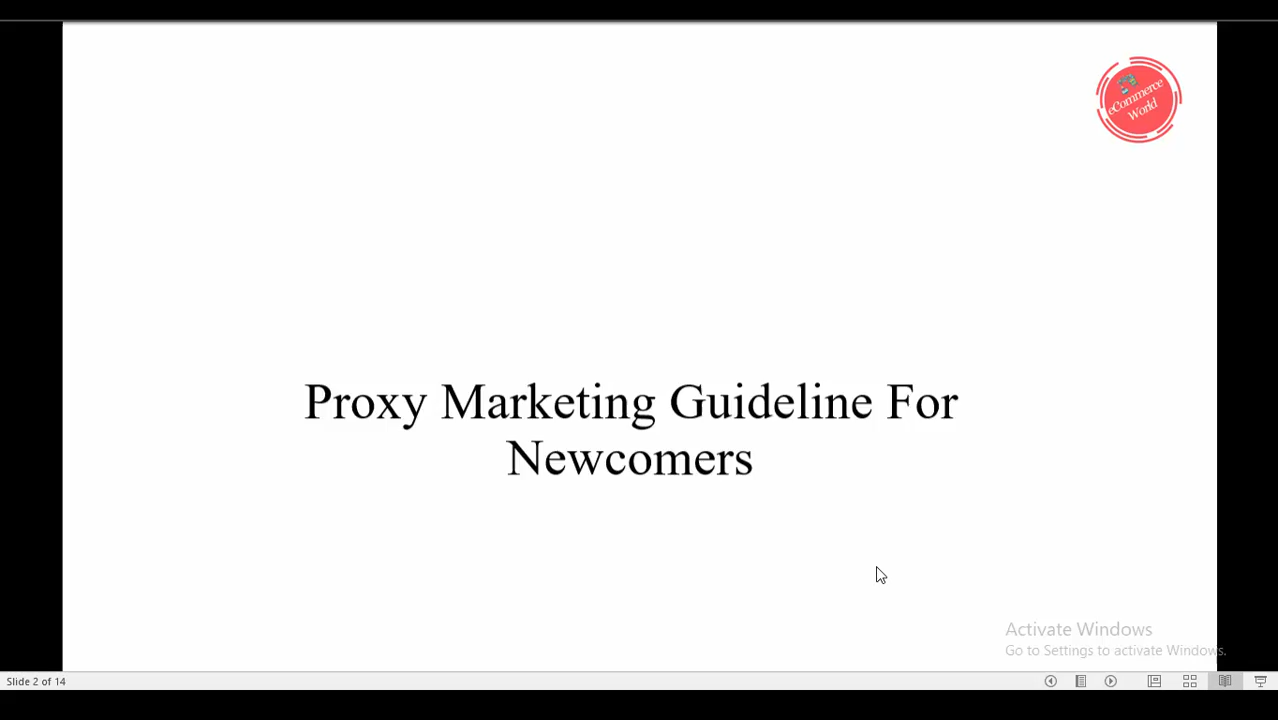 eCommerce
World
Proxy Marketing Guideline For
Newcomers
Activate Windows
Go to Settings to activate Windows.
Slide 2 of 14